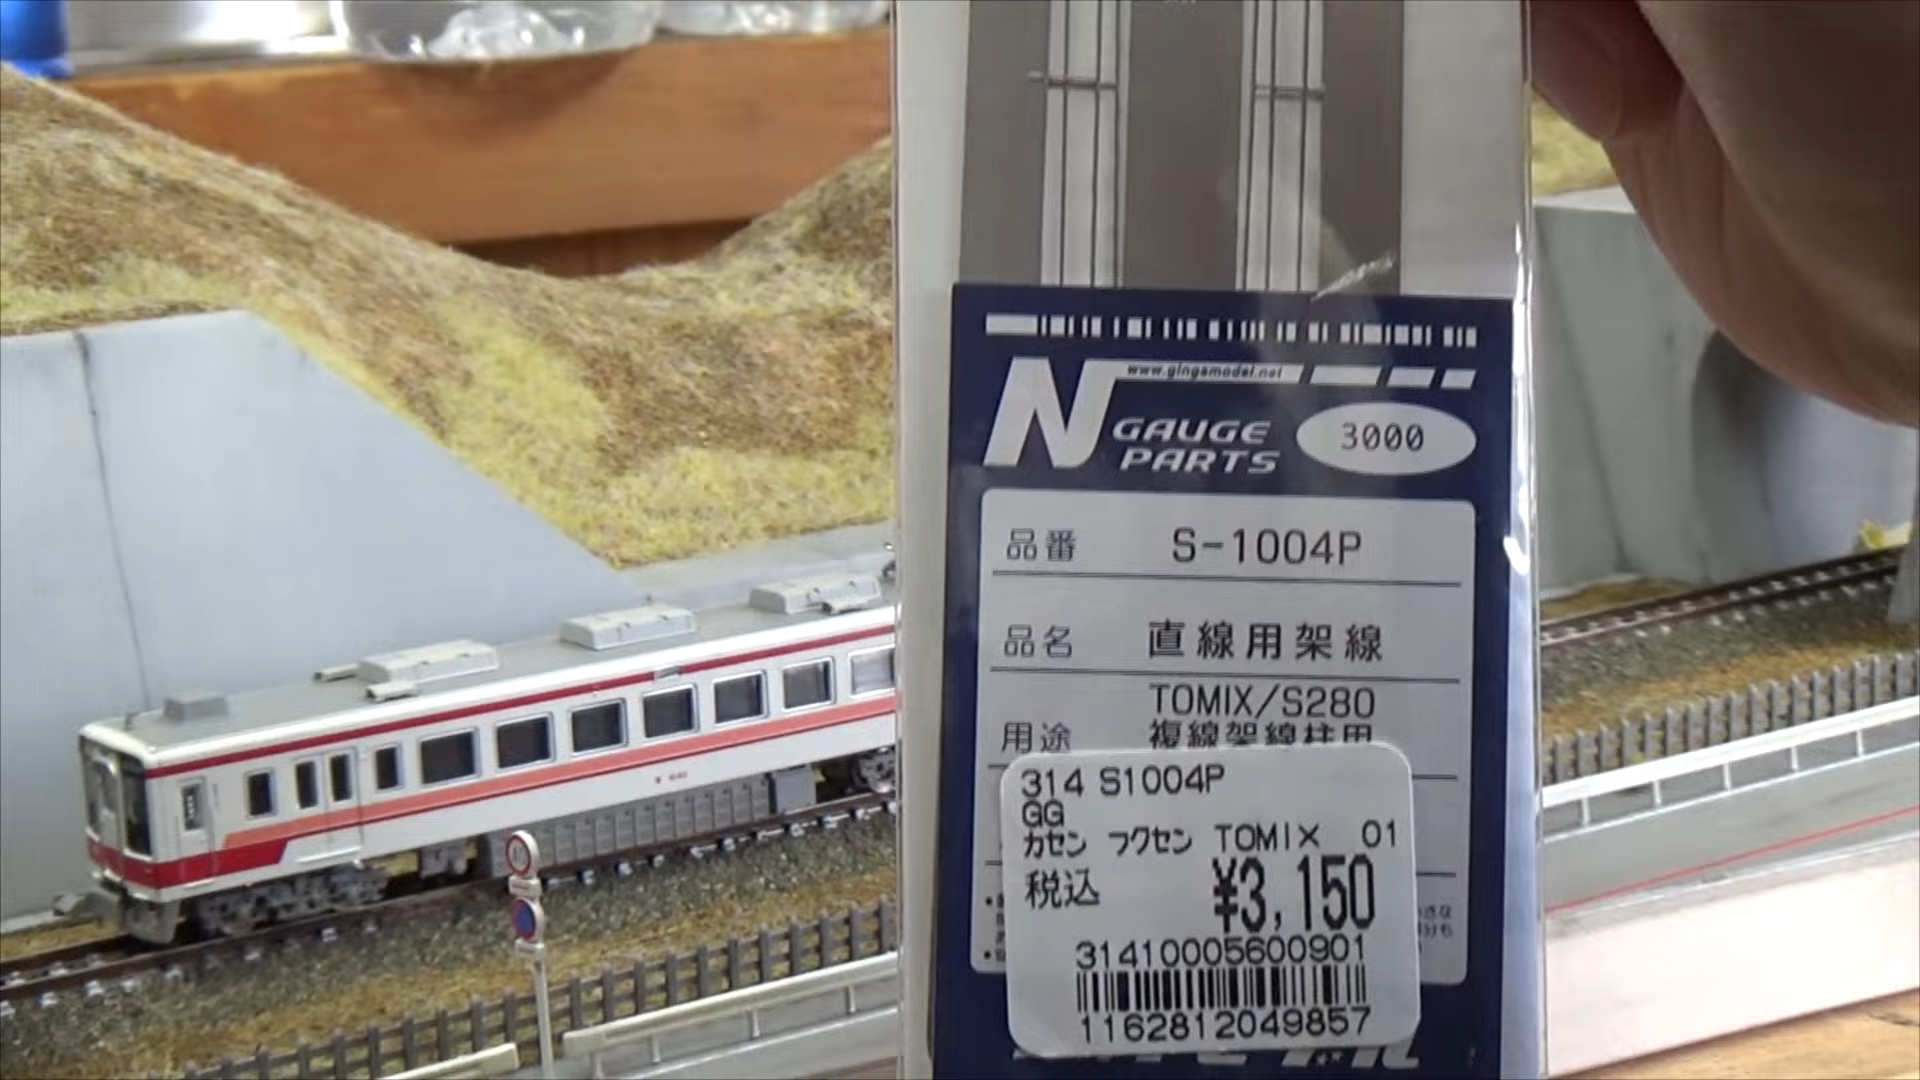 www.gingamodel.net
N GAUGE PARTS
3000
品番 S-1004P
品名 直線用架線
TOMIX/S280
用途 複線架線柱用
314 S1004P
GG
カセン フクセン TOMIX 01
税込 ¥3,150
314100005600901
1162812049857